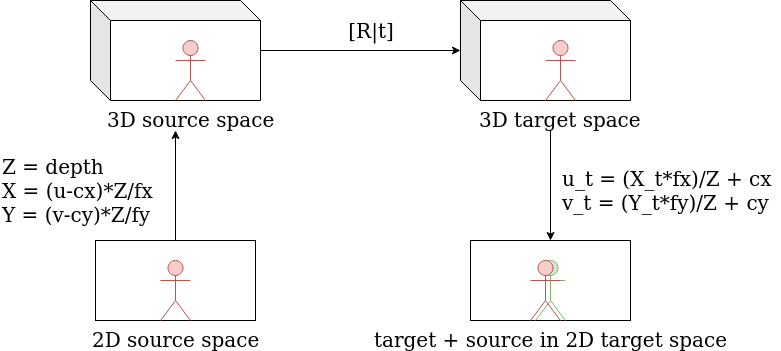 [R|t]
3D source space
3D target space
Z = depth
X = (u-cx)*Z/fx
Y = (v-cy)*Z/fy
u_t = (X_t*fx)/Z + cx
v_t = (Y_t*fy)/Z + cy
2D source space
target + source in 2D target space